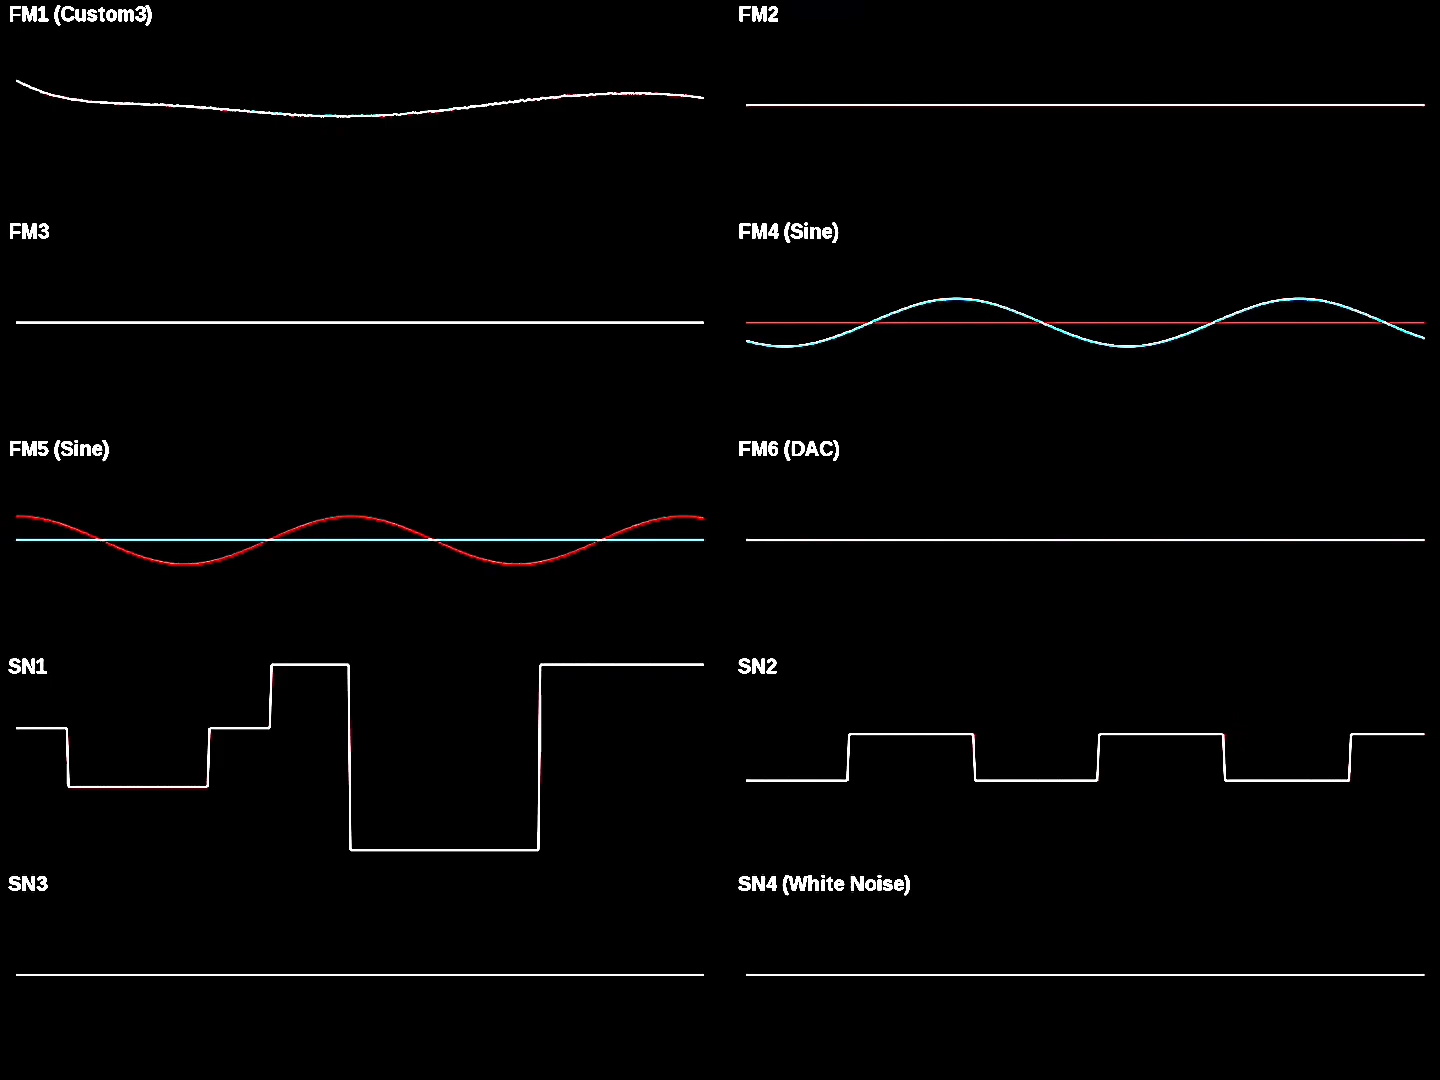 FM1 (Custom3)
FM2
FM3
FM4 (Sine)
FM5 (Sine)
FM6 (DAC)
SN1
SN2
SN3
SN4 (White Noise)